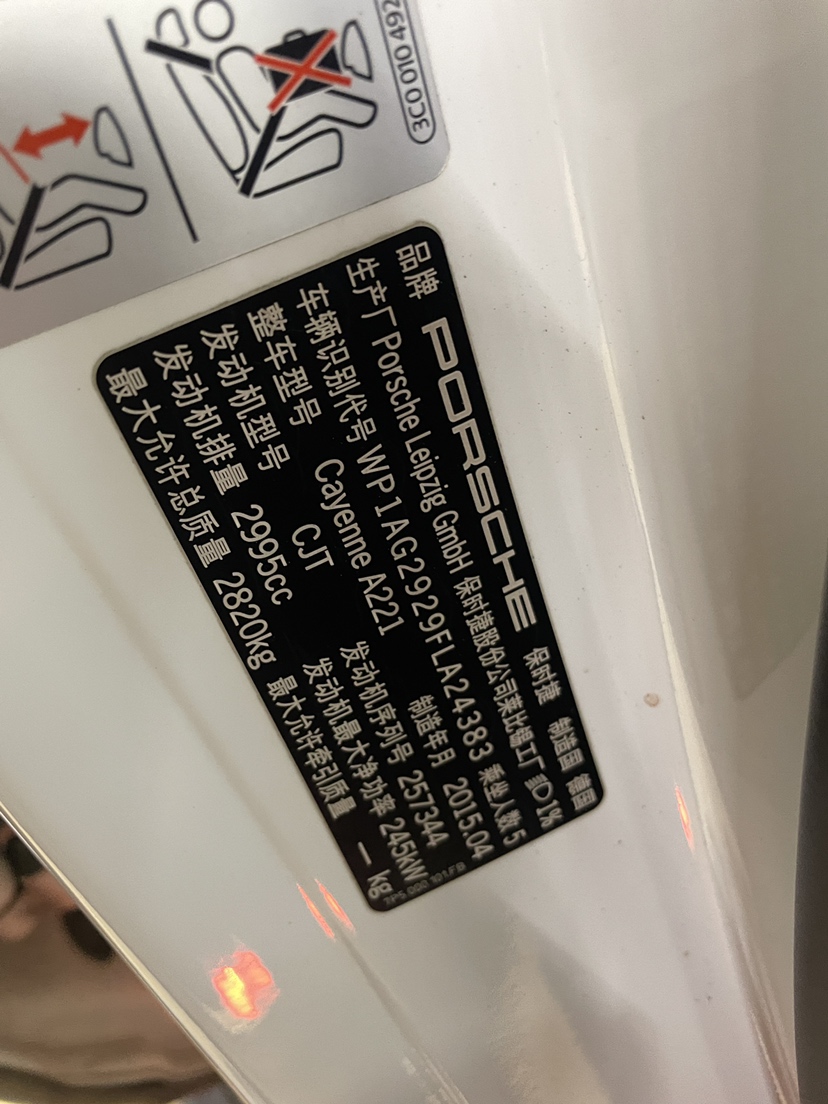 3C0 010 492
品牌 PORSCHE 保时捷 制造国 德国
生产厂 Porsche Leipzig GmbH 保时捷股份公司莱比锡工厂 1%
车辆识别代号 WP1AG2929FLA24383 乘坐人数 5
整车型号 Cayenne A221 制造年月 2015.04
发动机型号 CJT 发动机序列号 257344
发动机排量 2995cc 发动机最大净功率 245kW
最大允许总质量 2820kg 最大允许牵引质量 — kg
7P5 000 101.FB